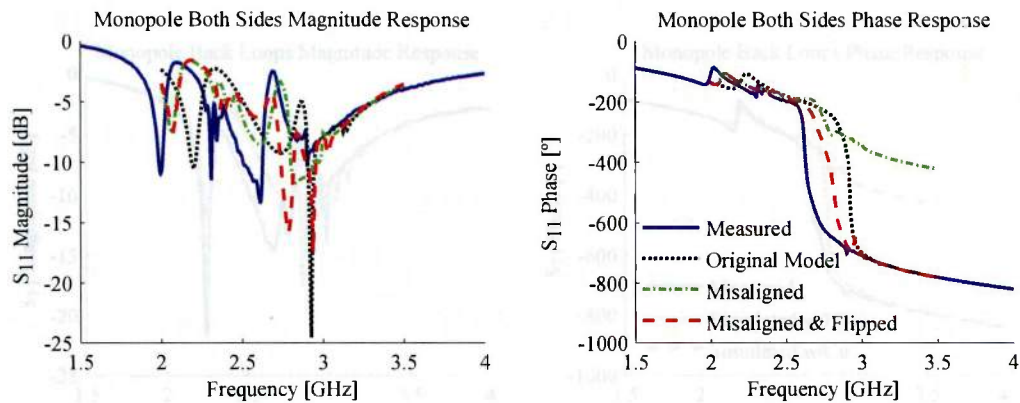 Monopole Both Sides Magnitude Response
0
-5
-10
-15
-20
-25
S11 Magnitude [dB]
1.5 2 2.5 3 3.5 4
Frequency [GHz]
Monopole Both Sides Phase Response
0
-200
-400
-600
-800
-1000
S11 Phase [°]
Measured
Original Model
Misaligned
Misaligned & Flipped
1.5 2 2.5 3 3.5 4
Frequency [GHz]